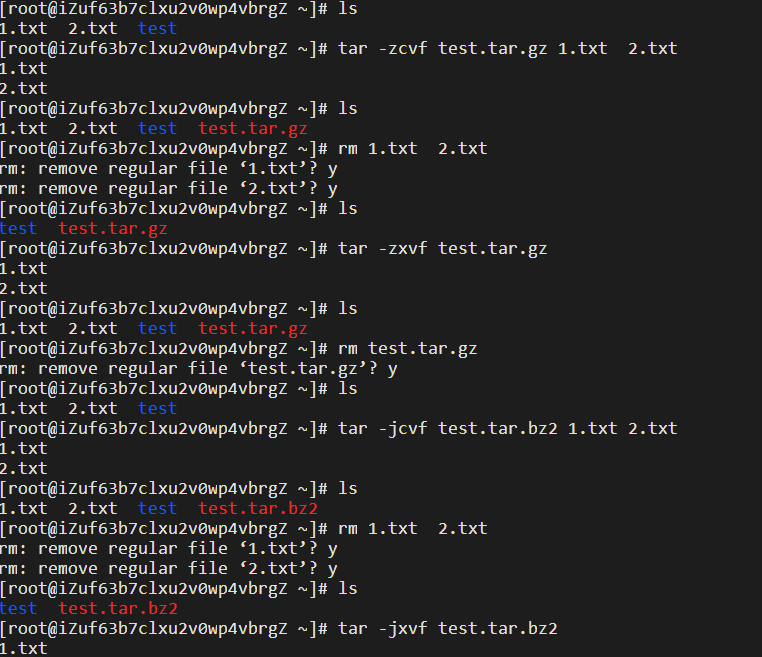 [root@iZuf63b7clxu2v0wp4vbrgZ ~]# ls
1.txt  2.txt  test
[root@iZuf63b7clxu2v0wp4vbrgZ ~]# tar -zcvf test.tar.gz 1.txt  2.txt
1.txt
2.txt
[root@iZuf63b7clxu2v0wp4vbrgZ ~]# ls
1.txt  2.txt  test  test.tar.gz
[root@iZuf63b7clxu2v0wp4vbrgZ ~]# rm 1.txt  2.txt
rm: remove regular file ‘1.txt’? y
rm: remove regular file ‘2.txt’? y
[root@iZuf63b7clxu2v0wp4vbrgZ ~]# ls
test  test.tar.gz
[root@iZuf63b7clxu2v0wp4vbrgZ ~]# tar -zxvf test.tar.gz
1.txt
2.txt
[root@iZuf63b7clxu2v0wp4vbrgZ ~]# ls
1.txt  2.txt  test  test.tar.gz
[root@iZuf63b7clxu2v0wp4vbrgZ ~]# rm test.tar.gz
rm: remove regular file ‘test.tar.gz’? y
[root@iZuf63b7clxu2v0wp4vbrgZ ~]# ls
1.txt  2.txt  test
[root@iZuf63b7clxu2v0wp4vbrgZ ~]# tar -jcvf test.tar.bz2 1.txt 2.txt
1.txt
2.txt
[root@iZuf63b7clxu2v0wp4vbrgZ ~]# ls
1.txt  2.txt  test  test.tar.bz2
[root@iZuf63b7clxu2v0wp4vbrgZ ~]# rm 1.txt  2.txt
rm: remove regular file ‘1.txt’? y
rm: remove regular file ‘2.txt’? y
[root@iZuf63b7clxu2v0wp4vbrgZ ~]# ls
test  test.tar.bz2
[root@iZuf63b7clxu2v0wp4vbrgZ ~]# tar -jxvf test.tar.bz2
1.txt